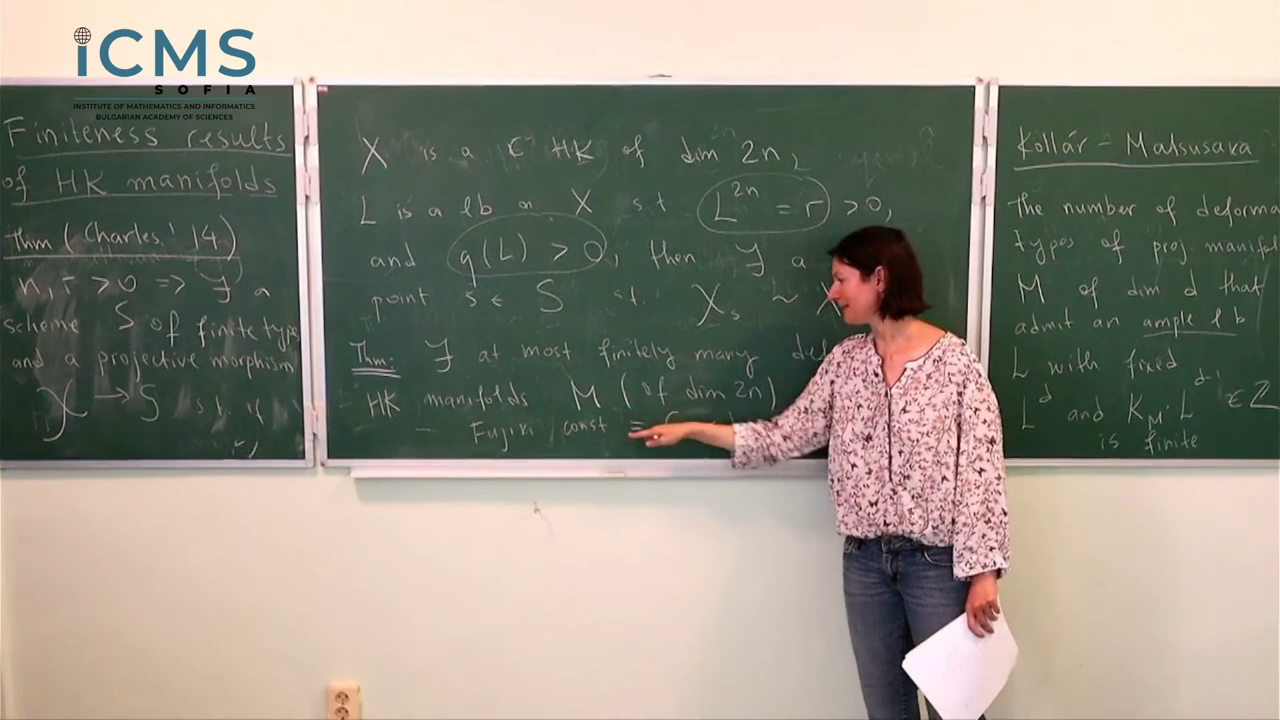 iCMS
SOFIA
INSTITUTE OF MATHEMATICS AND INFORMATICS
BULGARIAN ACADEMY OF SCIENCES
Finiteness results
of HK manifolds
Thm (Charles '14)
n, r > 0 => ∃ a
scheme S of finite type
and a projective morphism
𝒳 → S s.t. if
X is a HK of dim 2n,
L is a lb on X s.t. L^{2n} = r > 0,
and q(L) > 0, then ∃ a
point s ∈ S s.t. 𝒳_s ≃ X
Thm: ∃ at most finitely many def
HK manifolds M (of dim 2n)
Fujiki const =
Kollár – Matsusaka
The number of deforma
types of proj. manifol
M of dim d that
admit an ample lb
L with fixed
L^d and K_M · L^{d-1} ∈ ℤ
is finite